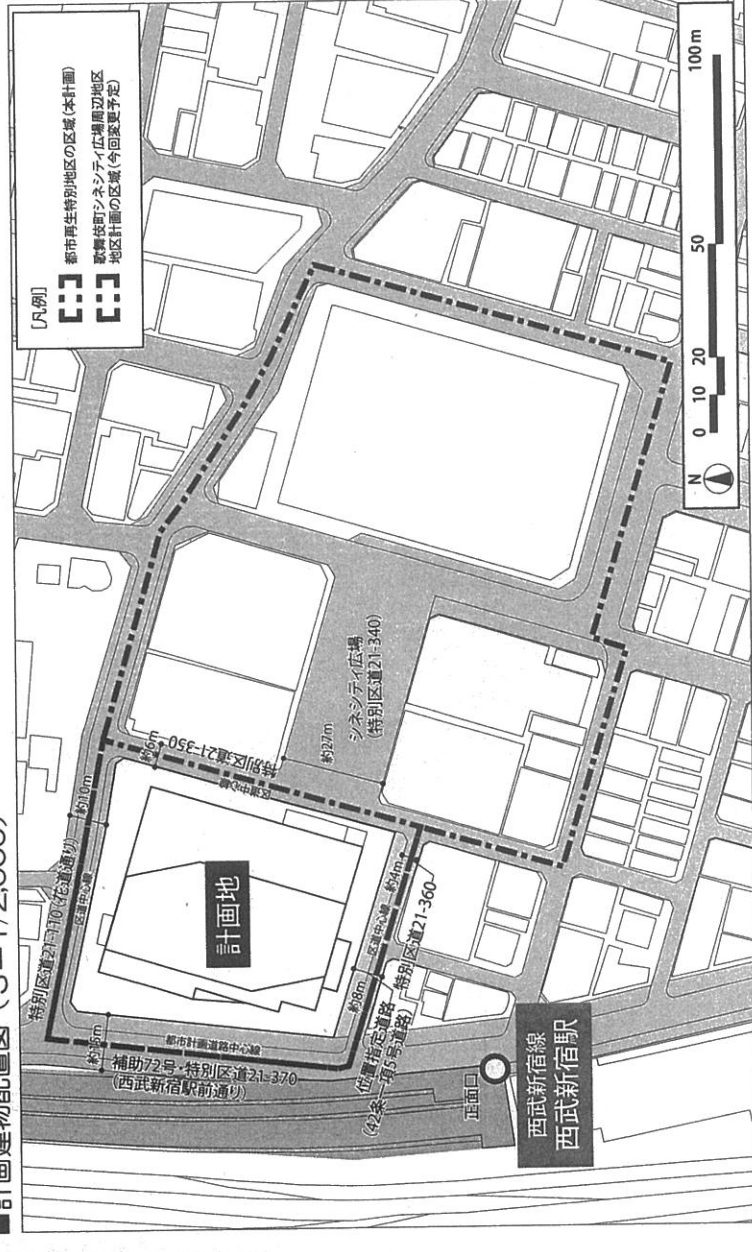 ■計画建物配置図(S=1/2,000)
[凡例]
都市再生特別地区の区域(本計画)
歌舞伎町シネシティ広場周辺地区
地区計画の区域(今回変更予定)
特別区道21-110(花道通り)
区道中心線
約10m
約6m
特別区道21-350
区道中心線
約27m
シネシティ広場
(特別区道21-340)
計画地
都市計画道路中心線
補助72号・特別区道21-370
(西武新宿駅前通り)
約8m
区道中心線
約4m
特別区道21-360
位置指定道路
(42条一項5号道路)
正面口
西武新宿線
西武新宿駅
N
0 10 20 50 100m